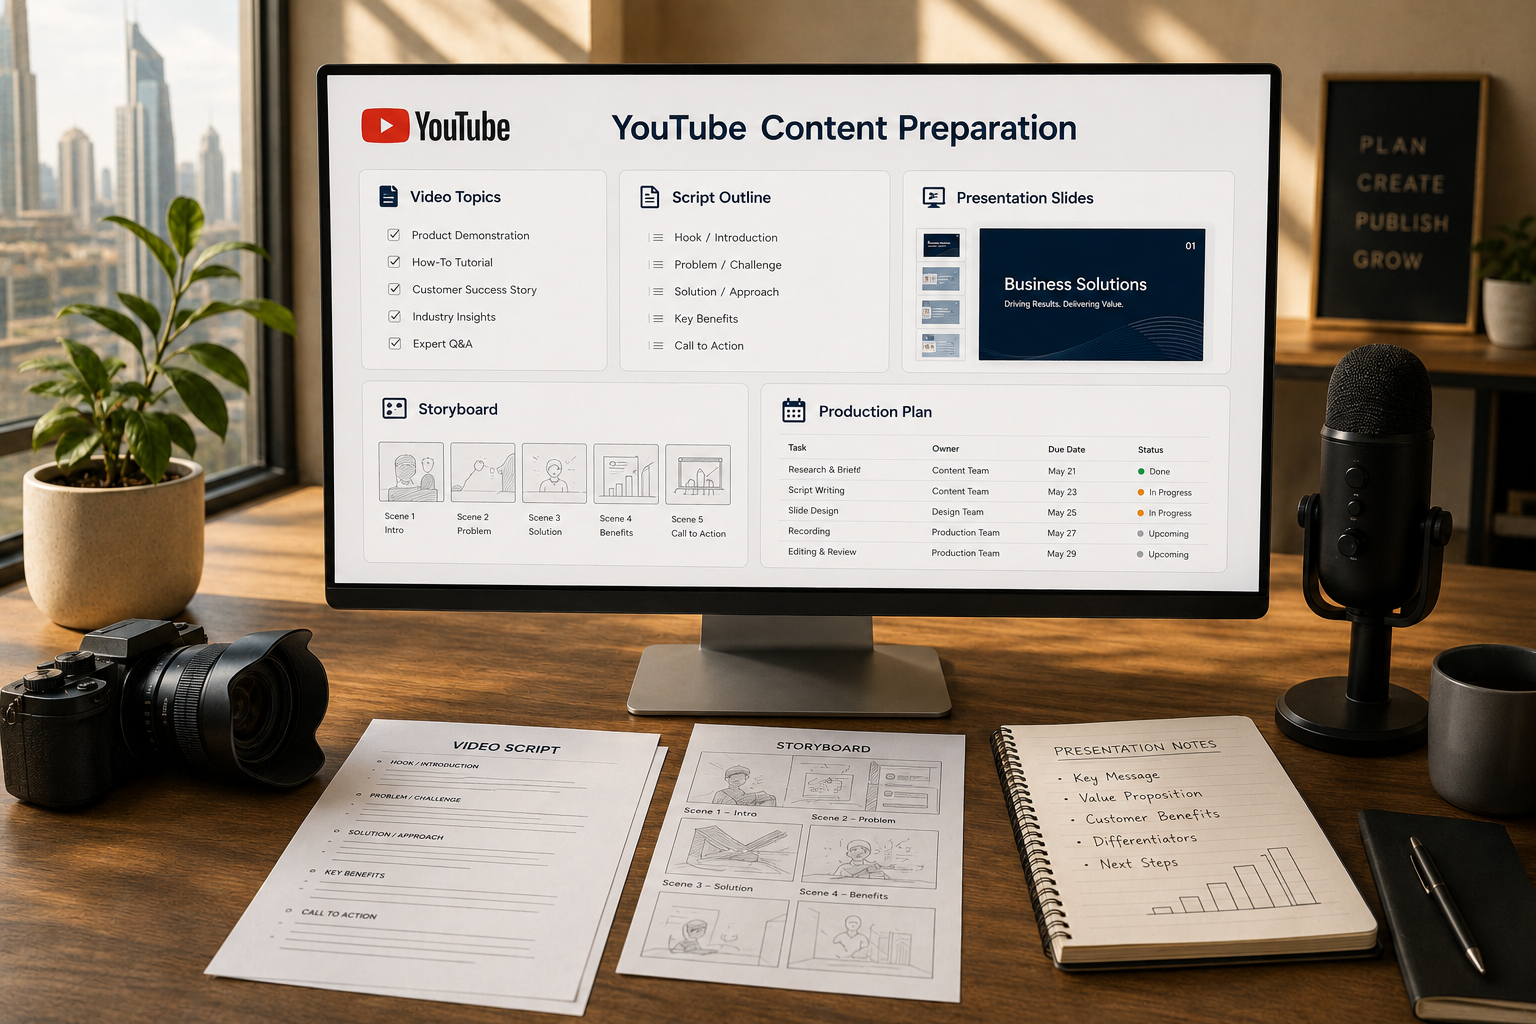 YouTube
YouTube Content Preparation
Video Topics
Product Demonstration
How-To Tutorial
Customer Success Story
Industry Insights
Expert Q&A
Script Outline
Hook / Introduction
Problem / Challenge
Solution / Approach
Key Benefits
Call to Action
Presentation Slides
01
Business Solutions
Driving Results. Delivering Value.
Storyboard
Scene 1
Intro
Scene 2
Problem
Scene 3
Solution
Scene 4
Benefits
Scene 5
Call to Action
Production Plan
Task Owner Due Date Status
Research & Content Team May 21 Done
Script Writing Content Team May 23 In Progress
Slide Design Design Team May 25 In Progress
Recording Production Team May 27 Upcoming
Editing & Review Production Team May 29 Upcoming
PLAN
CREATE
PUBLISH
GROW
VIDEO SCRIPT
HOOK / INTRODUCTION
PROBLEM / CHALLENGE
SOLUTION / APPROACH
KEY BENEFITS
CALL TO ACTION
STORYBOARD
Scene 1 – Intro
Scene 2 – Problem
Scene 3 – Solution
Scene 4 – Benefits
PRESENTATION NOTES
Key Message
Value Proposition
Customer Benefits
Differentiators
Next Steps